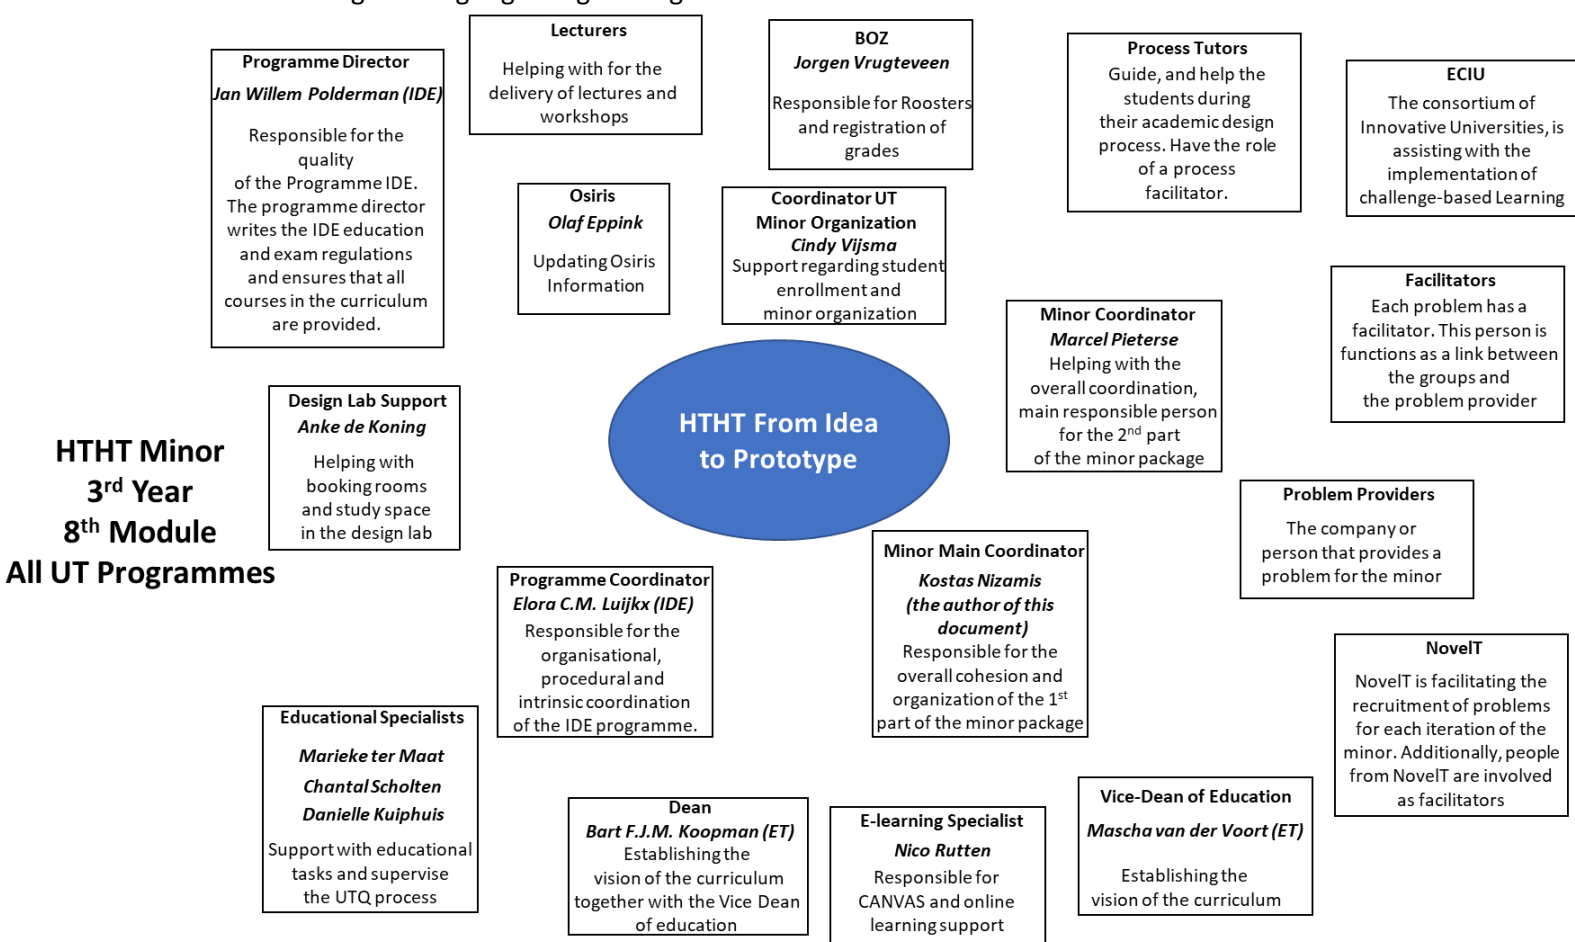 Lecturers
Helping with for the
delivery of lectures and
workshops
BOZ
Jorgen Vrugteveen
Responsible for Roosters
and registration of
grades
Process Tutors
Guide, and help the
students during
their academic design
process. Have the role
of a process
facilitator.
ECIU
The consortium of
Innovative Universities, is
assisting with the
implementation of
challenge-based Learning
Programme Director
Jan Willem Polderman (IDE)
Responsible for the
quality
of the Programme IDE.
The programme director
writes the IDE education
and exam regulations
and ensures that all
courses in the curriculum
are provided.
Osiris
Olaf Eppink
Updating Osiris
Information
Coordinator UT
Minor Organization
Cindy Vijsma
Support regarding student
enrollment and
minor organization
Minor Coordinator
Marcel Pieterse
Helping with the
overall coordination,
main responsible person
for the 2nd part
of the minor package
Facilitators
Each problem has a
facilitator. This person is
functions as a link between
the groups and
the problem provider
HTHT Minor
3rd Year
8th Module
All UT Programmes
Design Lab Support
Anke de Koning
Helping with
booking rooms
and study space
in the design lab
HTHT From Idea
to Prototype
Problem Providers
The company or
person that provides a
problem for the minor
Programme Coordinator
Elora C.M. Luijkx (IDE)
Responsible for the
organisational,
procedural and
intrinsic coordination
of the IDE programme.
Minor Main Coordinator
Kostas Nizamis
(the author of this
document)
Responsible for the
overall cohesion and
organization of the 1st
part of the minor package
NovelT
NovelT is facilitating the
recruitment of problems
for each iteration of the
minor. Additionally, people
from NovelT are involved
as facilitators
Educational Specialists
Marieke ter Maat
Chantal Scholten
Danielle Kuiphuis
Support with educational
tasks and supervise
the UTQ process
Dean
Bart F.J.M. Koopman (ET)
Establishing the
vision of the curriculum
together with the Vice Dean
of education
E-learning Specialist
Nico Rutten
Responsible for
CANVAS and online
learning support
Vice-Dean of Education
Mascha van der Voort (ET)
Establishing the
vision of the curriculum